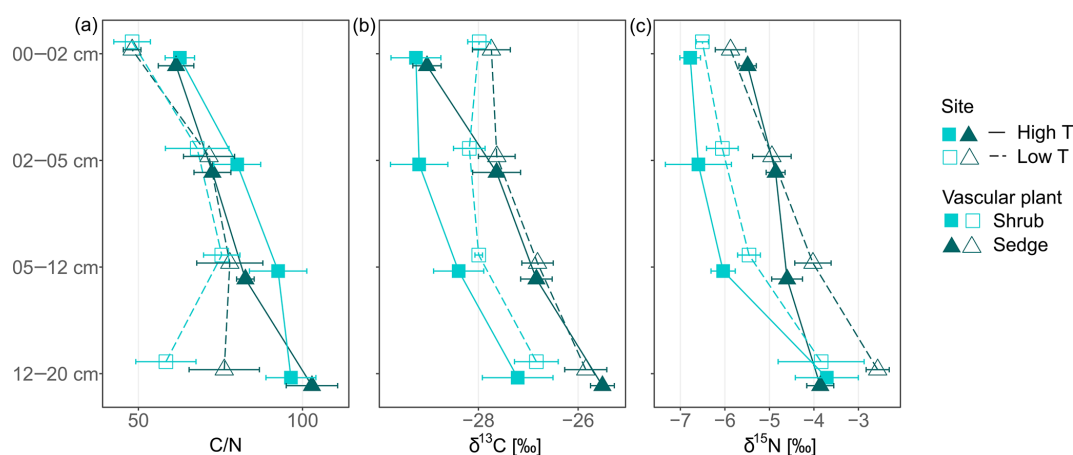 (a)
(b)
(c)
00−02 cm
02−05 cm
05−12 cm
12−20 cm
50
100
−28
−26
−7
−6
−5
−4
−3
C/N
δ13C [‰]
δ15N [‰]
Site
High T
Low T
Vascular plant
Shrub
Sedge